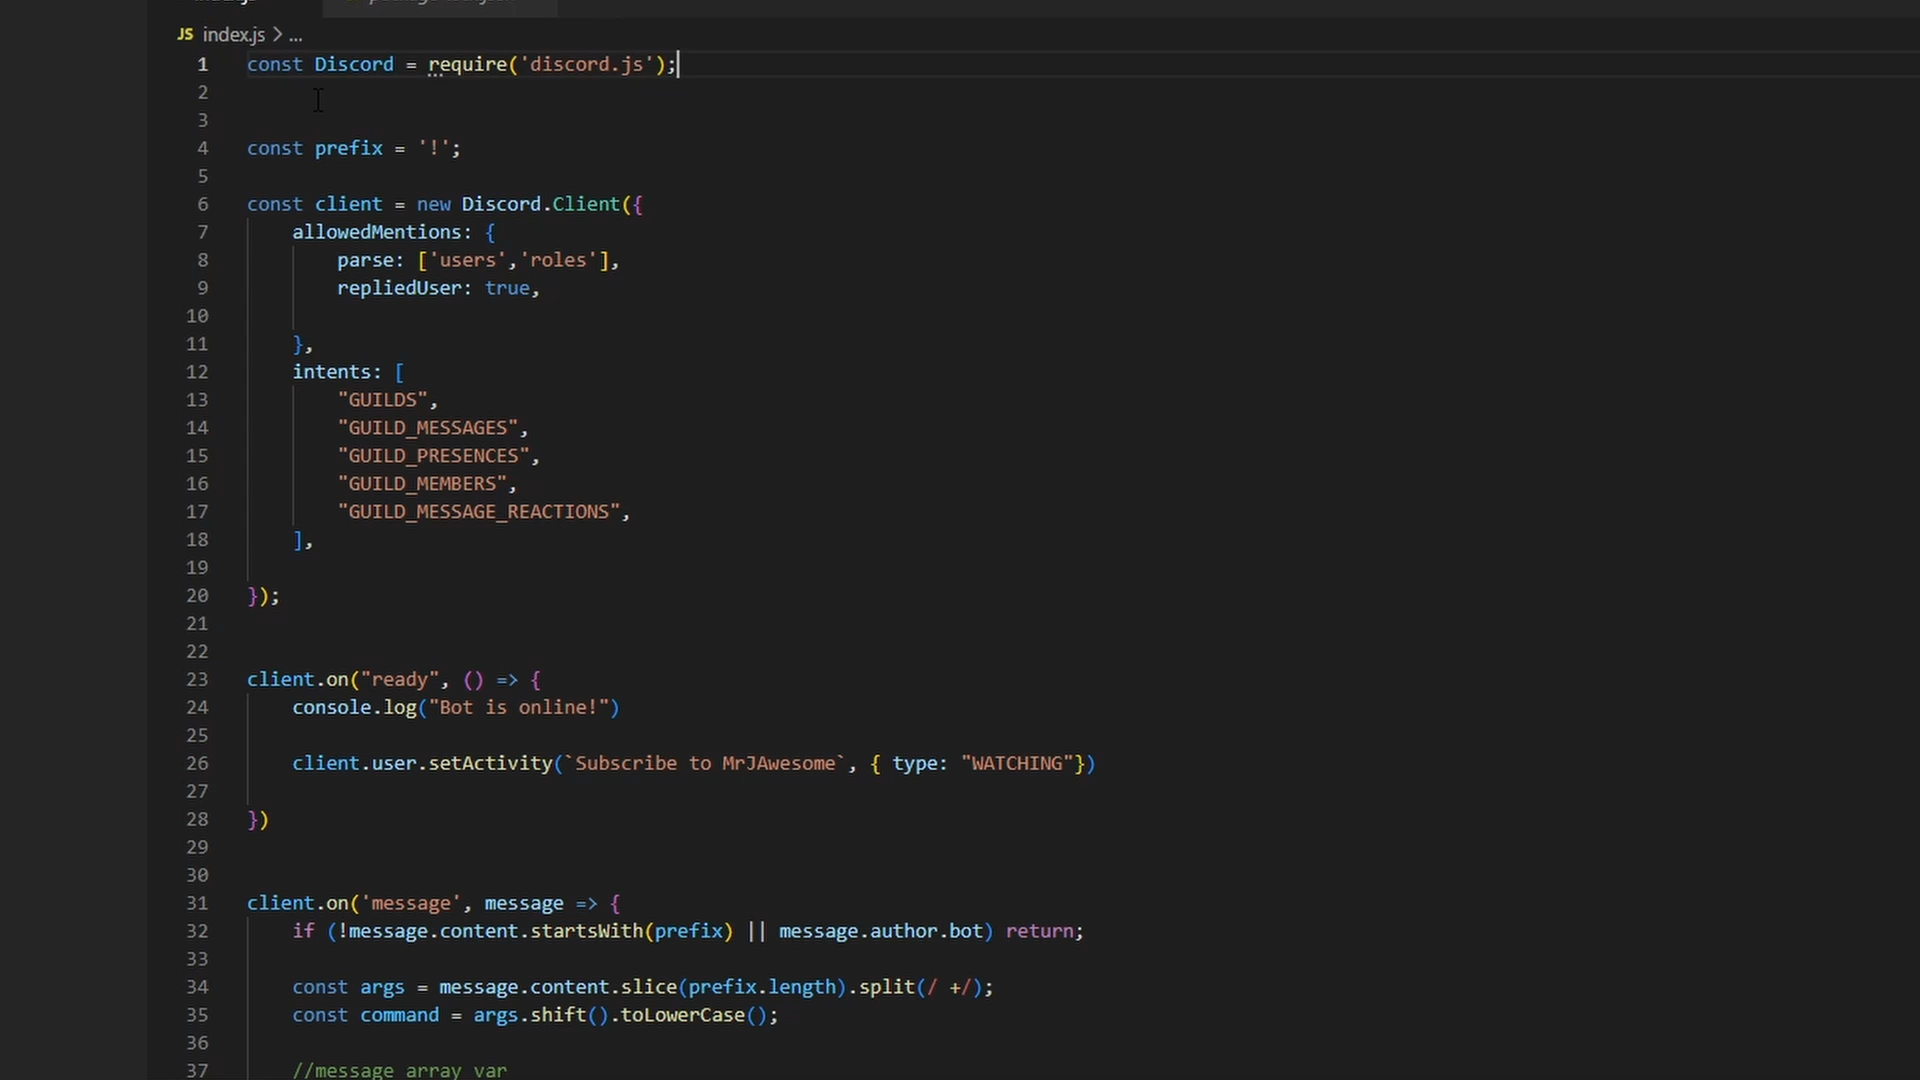 JS index.js > ...
1 const Discord = require('discord.js');
2
3
4 const prefix = '!';
5
6 const client = new Discord.Client({
7 allowedMentions: {
8 parse: ['users','roles'],
9 repliedUser: true,
10
11 },
12 intents: [
13 "GUILDS",
14 "GUILD_MESSAGES",
15 "GUILD_PRESENCES",
16 "GUILD_MEMBERS",
17 "GUILD_MESSAGE_REACTIONS",
18 ],
19
20 });
21
22
23 client.on("ready", () => {
24 console.log("Bot is online!")
25
26 client.user.setActivity(`Subscribe to MrJAwesome`, { type: "WATCHING"})
27
28 })
29
30
31 client.on('message', message => {
32 if (!message.content.startsWith(prefix) || message.author.bot) return;
33
34 const args = message.content.slice(prefix.length).split(/ +/);
35 const command = args.shift().toLowerCase();
36
37 //message array var